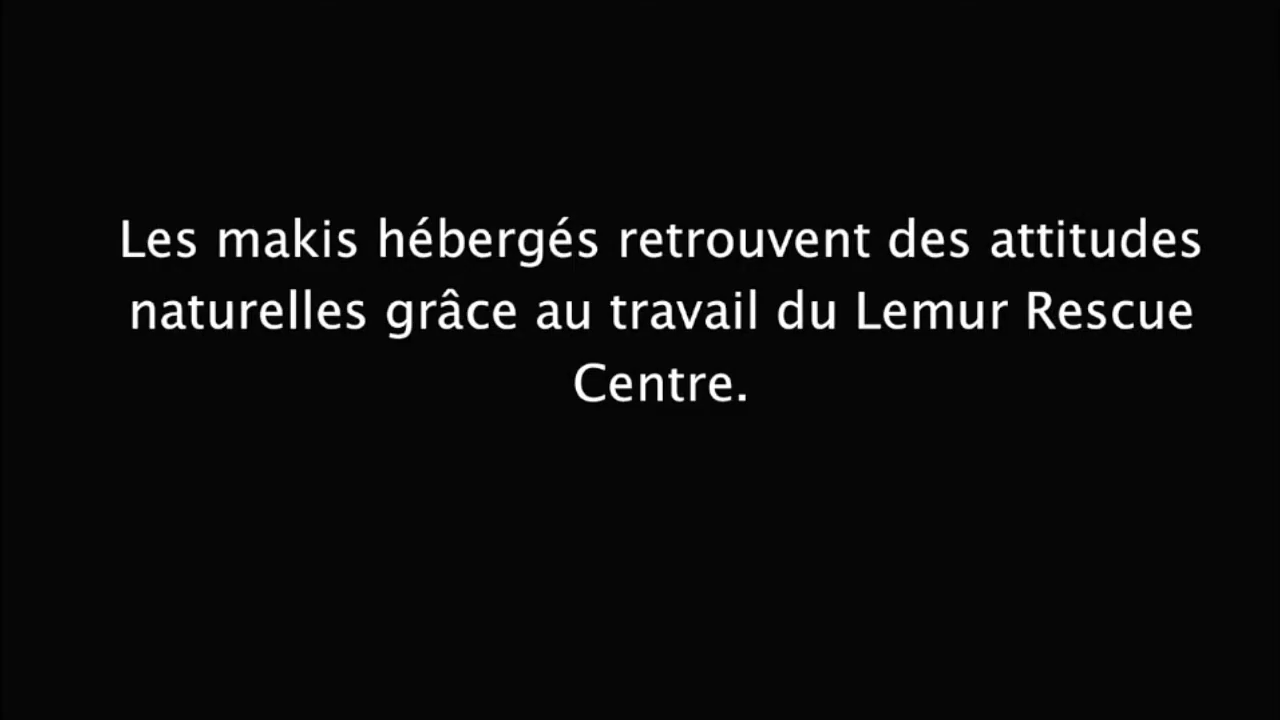 Les makis hébergés retrouvent des attitudes
naturelles grâce au travail du Lemur Rescue
Centre.